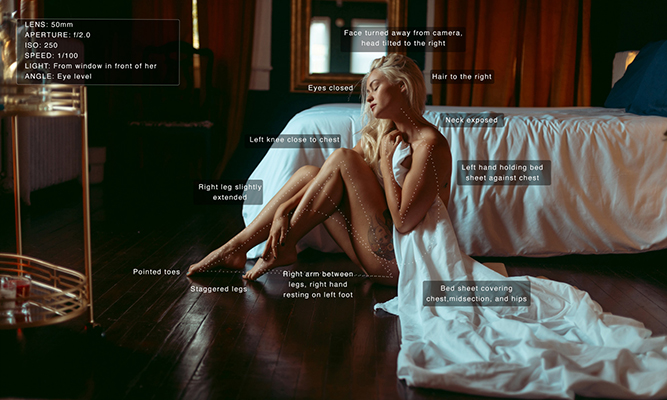 LENS: 50mm
APERTURE: f/2.0
ISO: 250
SPEED: 1/100
LIGHT: From window in front of her
ANGLE: Eye level
Face turned away from camera,
head tilted to the right
Eyes closed
Hair to the right
Neck exposed
Left knee close to chest
Left hand holding bed
sheet against chest
Right leg slightly
extended
Pointed toes
Staggered legs
Right arm between
legs, right hand
resting on left foot
Bed sheet covering
chest,midsection, and hips